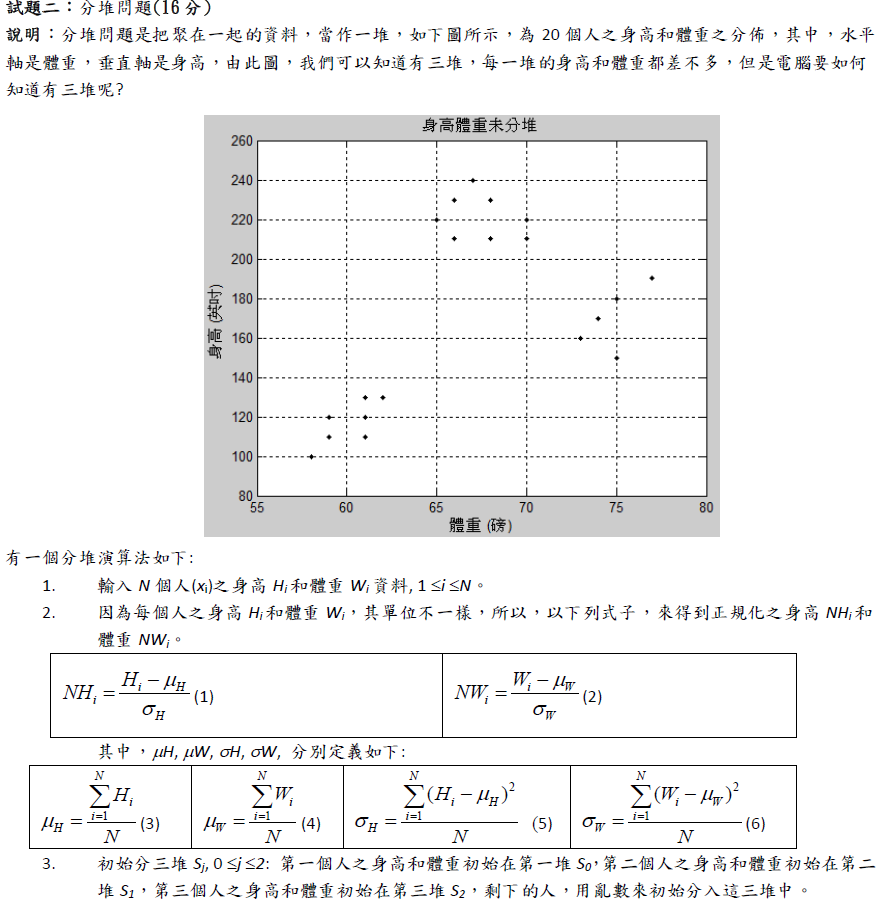 試題二：分堆問題(16 分)
說明：分堆問題是把聚在一起的資料，當作一堆，如下圖所示，為 20 個人之身高和體重之分佈，其中，水平
軸是體重，垂直軸是身高，由此圖，我們可以知道有三堆，每一堆的身高和體重都差不多，但是電腦要如何
知道有三堆呢?
身高體重未分堆
260
240
220
200
180
160
140
120
100
80
身高 (英吋)
55 60 65 70 75 80
體重 (磅)
有一個分堆演算法如下:
1. 輸入 N 個人(xᵢ)之身高 Hᵢ 和體重 Wᵢ 資料, 1 ≤i ≤N。
2. 因為每個人之身高 Hᵢ 和體重 Wᵢ，其單位不一樣，所以，以下列式子，來得到正規化之身高 NHᵢ 和
體重 NWᵢ。
NHᵢ = (Hᵢ − μ_H) / σ_H (1) NWᵢ = (Wᵢ − μ_W) / σ_W (2)
其中，μH, μW, σH, σW, 分別定義如下:
μ_H = ∑_{i=1}^{N} Hᵢ / N (3) μ_W = ∑_{i=1}^{N} Wᵢ / N (4) σ_H = ∑_{i=1}^{N} (Hᵢ − μ_H)² / N (5) σ_W = ∑_{i=1}^{N} (Wᵢ − μ_W)² / N (6)
3. 初始分三堆 Sⱼ, 0 ≤j ≤2: 第一個人之身高和體重初始在第一堆 S₀，第二個人之身高和體重初始在第二
堆 S₁，第三個人之身高和體重初始在第三堆 S₂，剩下的人，用亂數來初始分入這三堆中。